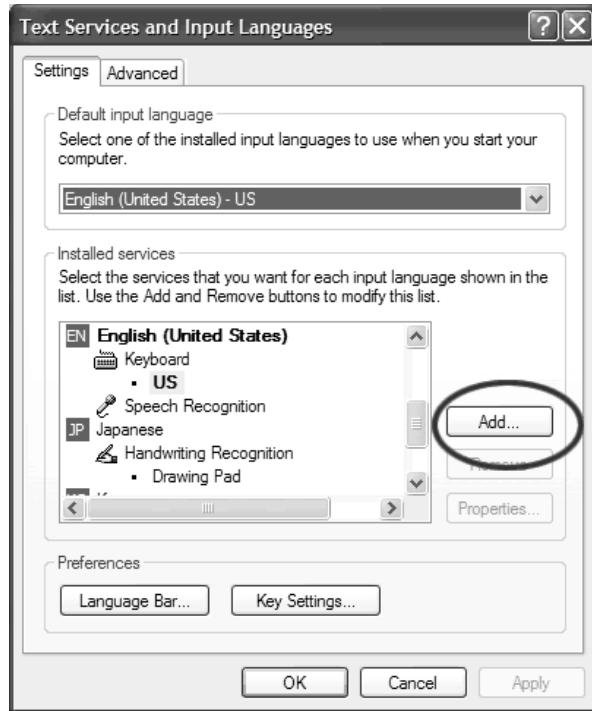 Text Services and Input Languages
Settings
Advanced
Default input language
Select one of the installed input languages to use when you start your
computer.
English (United States) - US
Installed services
Select the services that you want for each input language shown in the
list. Use the Add and Remove buttons to modify this list.
EN English (United States)
Keyboard
US
Speech Recognition
JP Japanese
Handwriting Recognition
Drawing Pad
Add...
Remove
Properties...
Preferences
Language Bar...
Key Settings...
OK
Cancel
Apply